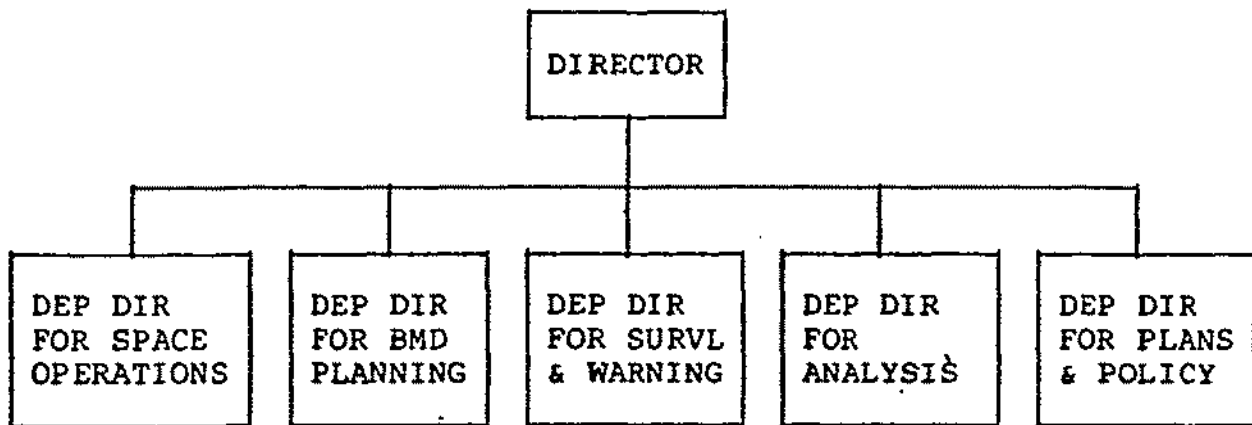 DIRECTOR
DEP DIR
FOR SPACE
OPERATIONS
DEP DIR
FOR BMD
PLANNING
DEP DIR
FOR SURVL
& WARNING
DEP DIR
FOR
ANALYSIS
DEP DIR
FOR PLANS
& POLICY